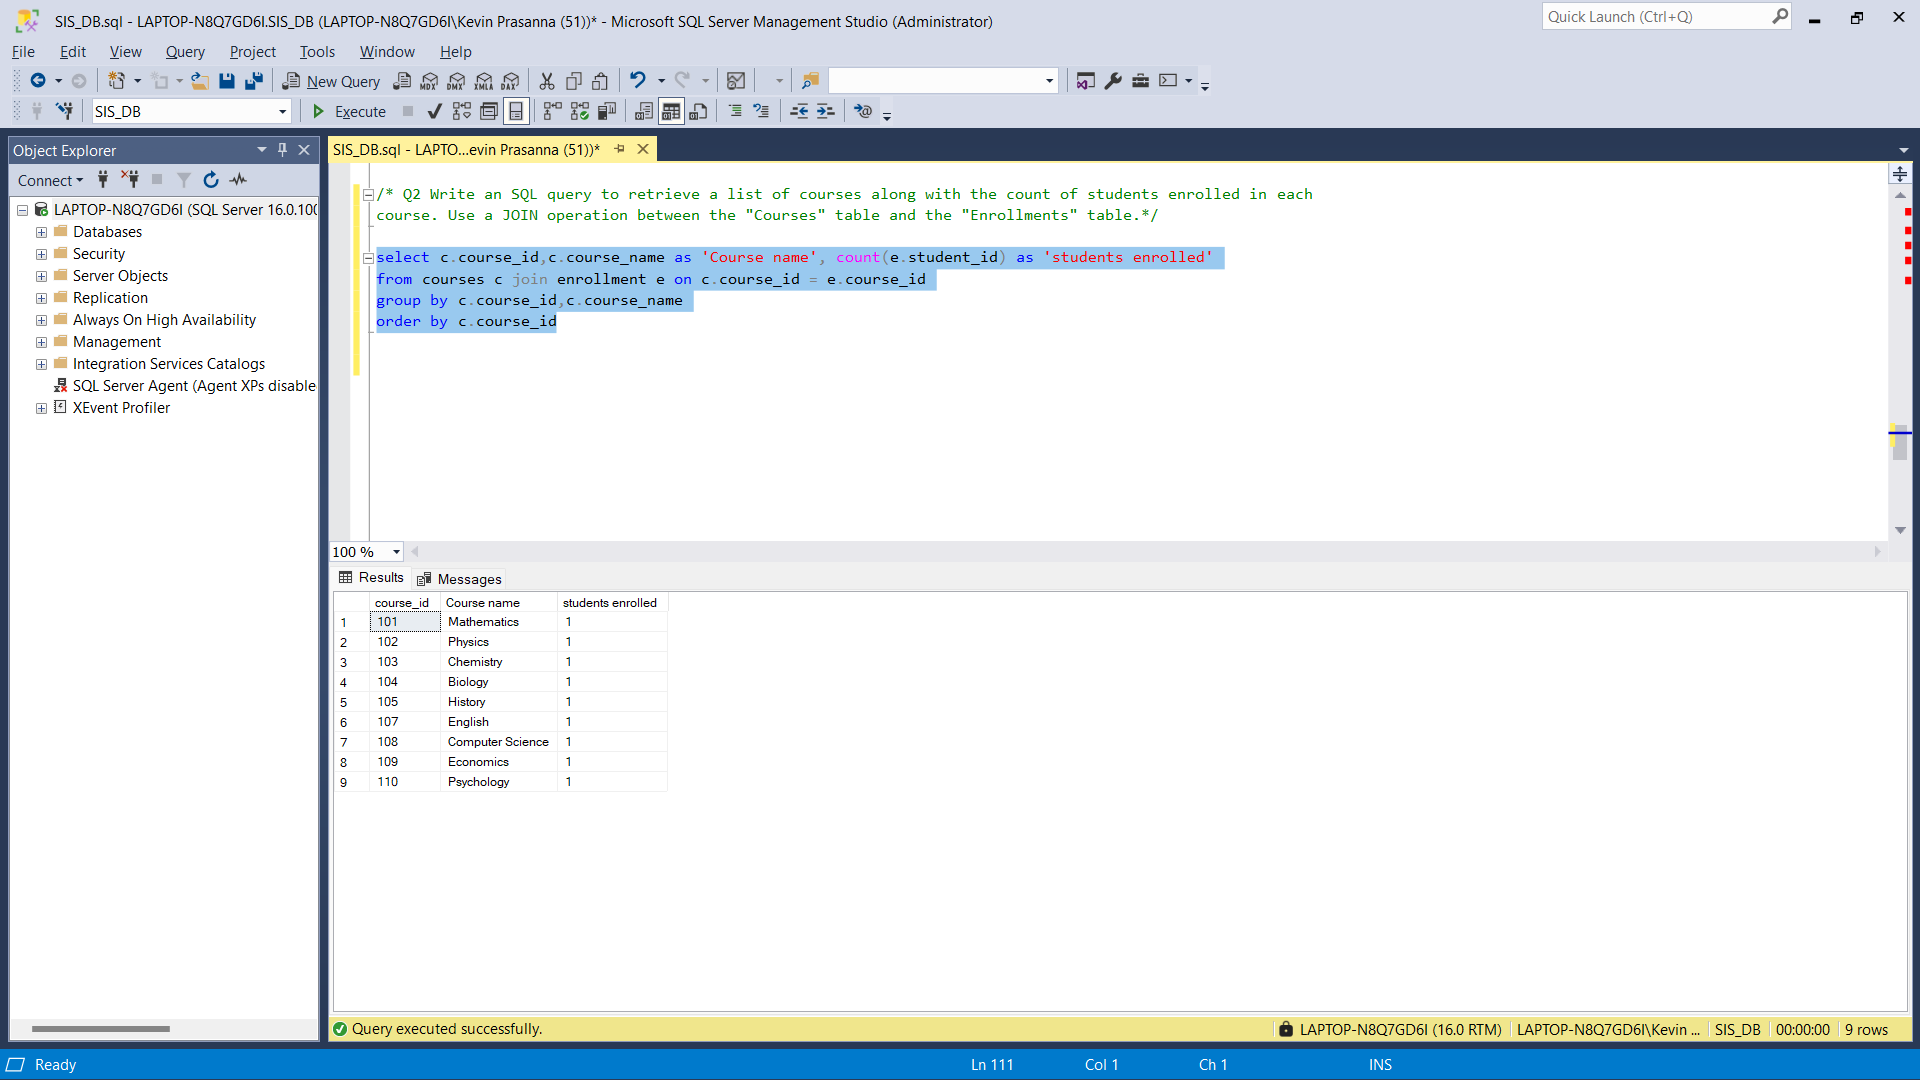 SIS_DB.sql - LAPTOP-N8Q7GD6I.SIS_DB (LAPTOP-N8Q7GD6I\Kevin Prasanna (51))* - Microsoft SQL Server Management Studio (Administrator)
Quick Launch (Ctrl+Q)
File Edit View Query Project Tools Window Help
New Query MDX DMX XMLA DAX
SIS_DB Execute
Object Explorer
SIS_DB.sql - LAPTO...evin Prasanna (51))*
Connect
LAPTOP-N8Q7GD6I (SQL Server 16.0.100
Databases
Security
Server Objects
Replication
Always On High Availability
Management
Integration Services Catalogs
SQL Server Agent (Agent XPs disable
XEvent Profiler
/* Q2 Write an SQL query to retrieve a list of courses along with the count of students enrolled in each
course. Use a JOIN operation between the "Courses" table and the "Enrollments" table.*/
select c.course_id,c.course_name as 'Course name', count(e.student_id) as 'students enrolled'
from courses c join enrollment e on c.course_id = e.course_id
group by c.course_id,c.course_name
order by c.course_id
100 %
Results Messages
course_id Course name students enrolled
1 101 Mathematics 1
2 102 Physics 1
3 103 Chemistry 1
4 104 Biology 1
5 105 History 1
6 107 English 1
7 108 Computer Science 1
8 109 Economics 1
9 110 Psychology 1
Query executed successfully. LAPTOP-N8Q7GD6I (16.0 RTM) LAPTOP-N8Q7GD6I\Kevin ... SIS_DB 00:00:00 9 rows
Ready Ln 111 Col 1 Ch 1 INS